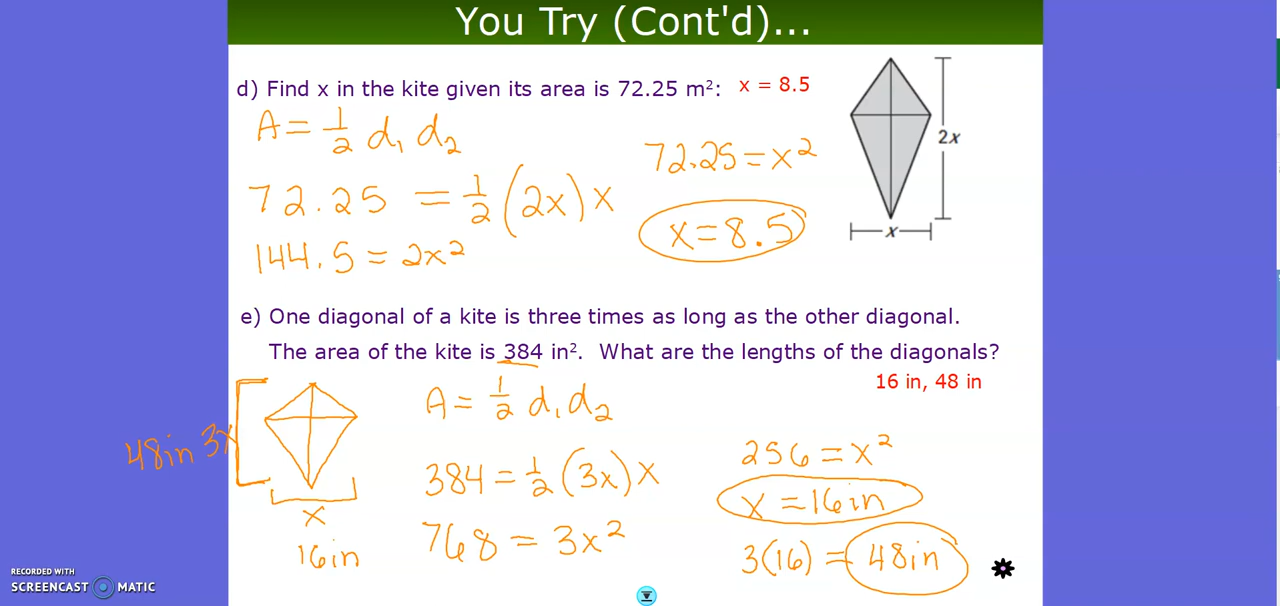 You Try (Cont'd)...
d) Find x in the kite given its area is 72.25 m²: x = 8.5
A = 1/2 d₁ d₂
72.25 = 1/2 (2x) x
144.5 = 2x²
72.25 = x²
x = 8.5
2x
x
e) One diagonal of a kite is three times as long as the other diagonal.
The area of the kite is 384 in². What are the lengths of the diagonals?
16 in, 48 in
48in 3x
x
16in
A = 1/2 d₁ d₂
384 = 1/2 (3x) x
768 = 3x²
256 = x²
x = 16in
3(16) = 48in
RECORDED WITH
SCREENCAST MATIC